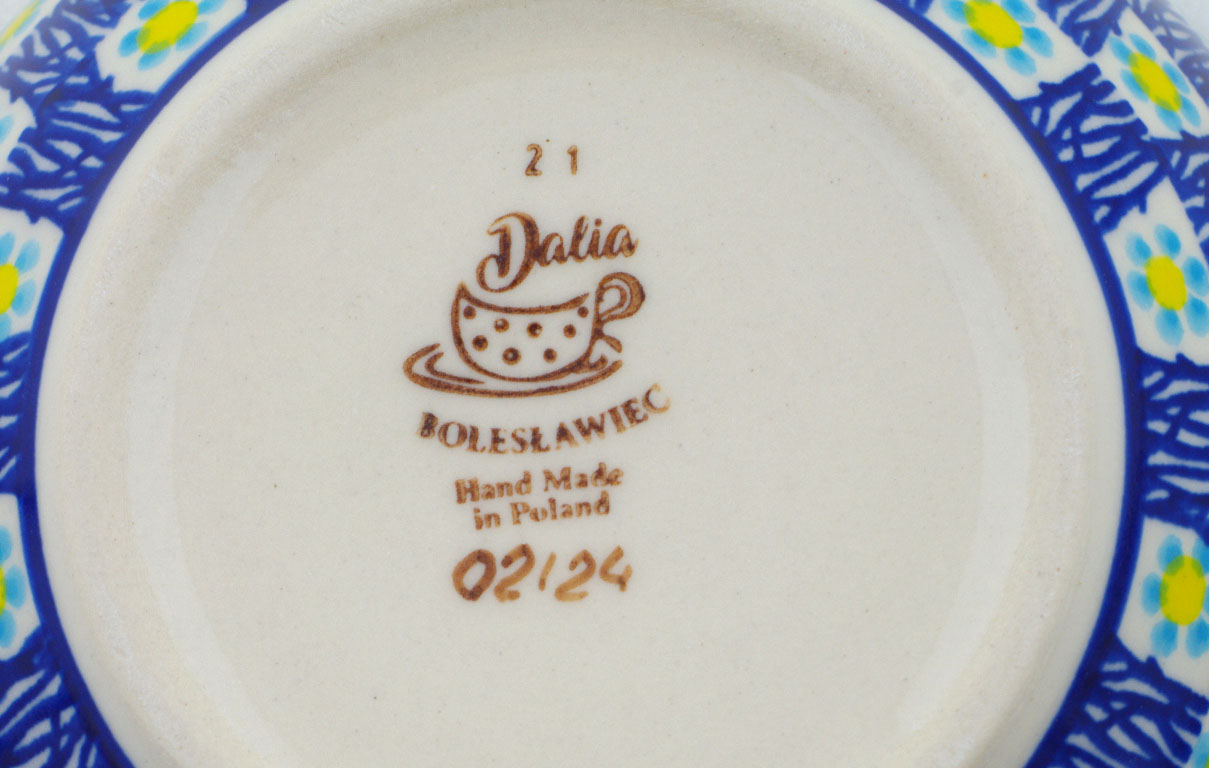 2 1
Dalia
BOLESŁAWIEC
Hand Made
in Poland
02/24